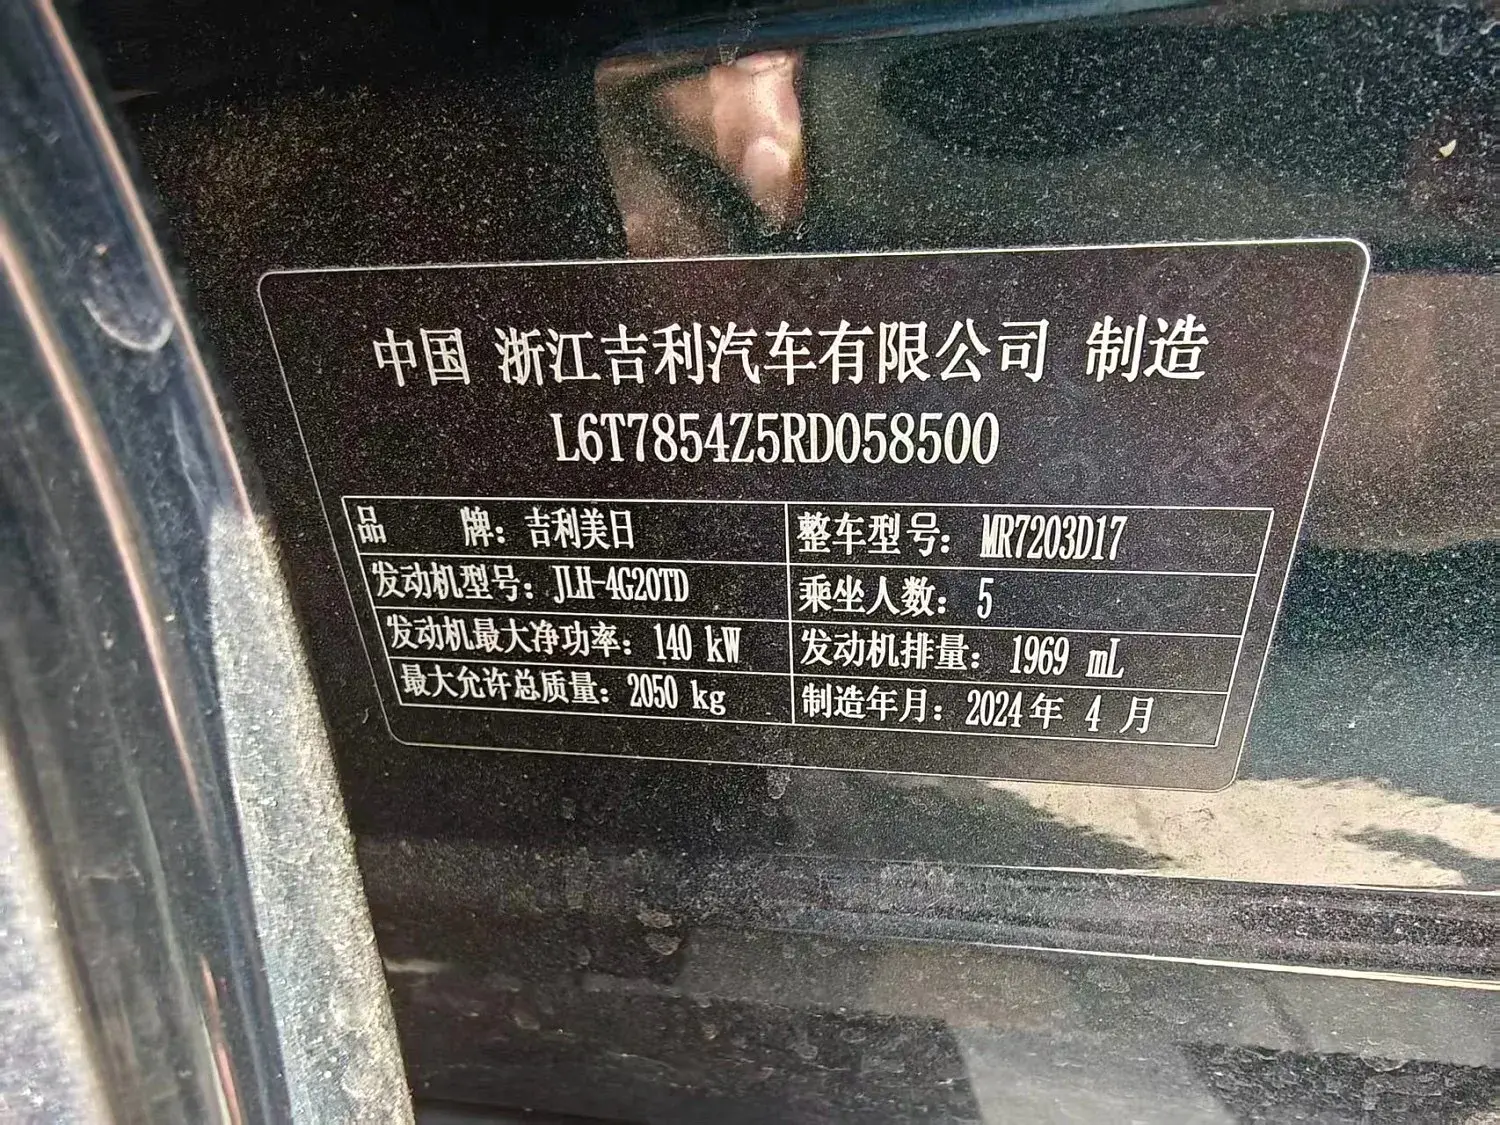 中国 浙江吉利汽车有限公司 制造
L6T7854Z5RD058500
品 牌：吉利美日 整车型号：MR7203D17
发动机型号：JLH-4G20TD 乘坐人数：5
发动机最大净功率：140 kW 发动机排量：1969 mL
最大允许总质量：2050 kg 制造年月：2024年 4 月